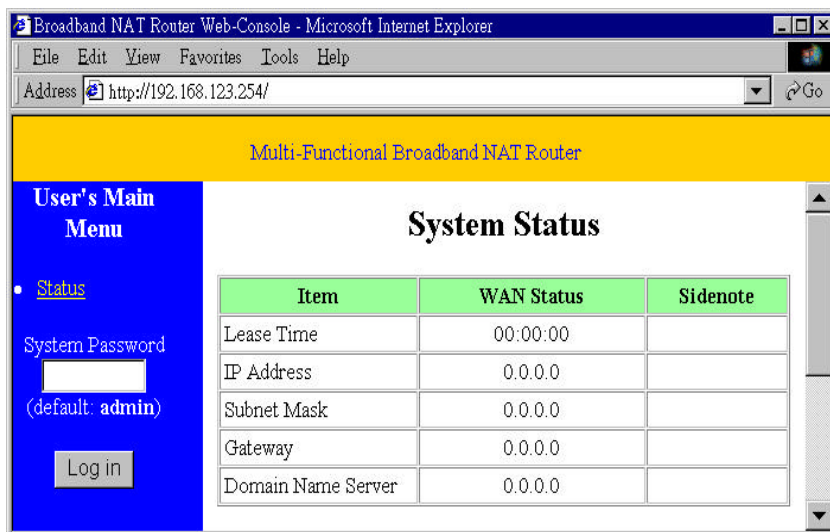 Broadband NAT Router Web-Console - Microsoft Internet Explorer
File Edit View Favorites Tools Help
Address http://192.168.123.254/ Go
Multi-Functional Broadband NAT Router
User's Main
Menu
Status
System Password
(default: admin)
Log in
System Status
Item WAN Status Sidenote
Lease Time 00:00:00
IP Address 0.0.0.0
Subnet Mask 0.0.0.0
Gateway 0.0.0.0
Domain Name Server 0.0.0.0